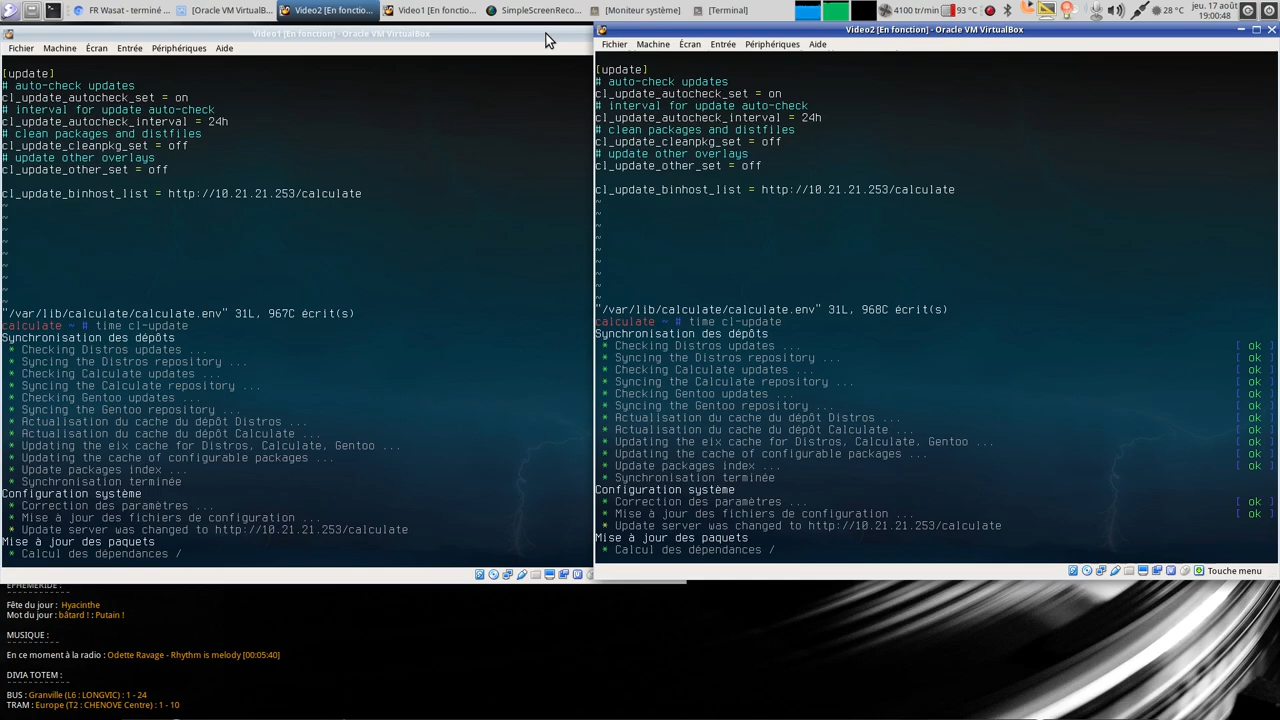 FR Wasat - terminé ...
[Oracle VM VirtualB...
Video2 [En fonctio...
Video1 [En fonctio...
SimpleScreenReco...
[Moniteur système]
[Terminal]
4100 tr/min
93 °C
28 °C
jeu. 17 août
19:00:48
Video1 [En fonction] - Oracle VM VirtualBox
Fichier Machine Écran Entrée Périphériques Aide
[update]
# auto-check updates
cl_update_autocheck_set = on
# interval for update auto-check
cl_update_autocheck_interval = 24h
# clean packages and distfiles
cl_update_cleanpkg_set = off
# update other overlays
cl_update_other_set = off
cl_update_binhost_list = http://10.21.21.253/calculate
~
~
~
~
~
~
~
~
~
"/var/lib/calculate/calculate.env" 31L, 967C écrit(s)
calculate ~ # time cl-update
Synchronisation des dépôts
* Checking Distros updates ...
* Syncing the Distros repository ...
* Checking Calculate updates ...
* Syncing the Calculate repository ...
* Checking Gentoo updates ...
* Syncing the Gentoo repository ...
* Actualisation du cache du dépôt Distros ...
* Actualisation du cache du dépôt Calculate ...
* Updating the eix cache for Distros, Calculate, Gentoo ...
* Updating the cache of configurable packages ...
* Update packages index ...
* Synchronisation terminée
Configuration système
* Correction des paramètres ...
* Mise à jour des fichiers de configuration ...
* Update server was changed to http://10.21.21.253/calculate
Mise à jour des paquets
* Calcul des dépendances /
Video2 [En fonction] - Oracle VM VirtualBox
Fichier Machine Écran Entrée Périphériques Aide
[update]
# auto-check updates
cl_update_autocheck_set = on
# interval for update auto-check
cl_update_autocheck_interval = 24h
# clean packages and distfiles
cl_update_cleanpkg_set = off
# update other overlays
cl_update_other_set = off
cl_update_binhost_list = http://10.21.21.253/calculate
~
~
~
~
~
~
~
~
~
"/var/lib/calculate/calculate.env" 31L, 968C écrit(s)
calculate ~ # time cl-update
Synchronisation des dépôts
* Checking Distros updates ... [ ok ]
* Syncing the Distros repository ... [ ok ]
* Checking Calculate updates ... [ ok ]
* Syncing the Calculate repository ... [ ok ]
* Checking Gentoo updates ... [ ok ]
* Syncing the Gentoo repository ... [ ok ]
* Actualisation du cache du dépôt Distros ... [ ok ]
* Actualisation du cache du dépôt Calculate ... [ ok ]
* Updating the eix cache for Distros, Calculate, Gentoo ... [ ok ]
* Updating the cache of configurable packages ... [ ok ]
* Update packages index ... [ ok ]
* Synchronisation terminée
Configuration système
* Correction des paramètres ... [ ok ]
* Mise à jour des fichiers de configuration ... [ ok ]
* Update server was changed to http://10.21.21.253/calculate
Mise à jour des paquets
* Calcul des dépendances /
Touche menu
EPHEMERIDE :
Fête du jour : Hyacinthe
Mot du jour : bâtard ! : Putain !
MUSIQUE :
En ce moment à la radio : Odette Ravage - Rhythm is melody [00:05:40]
DIVIA TOTEM :
BUS : Granville (L6 : LONGVIC) : 1 - 24
TRAM : Europe (T2 : CHENOVE Centre) : 1 - 10